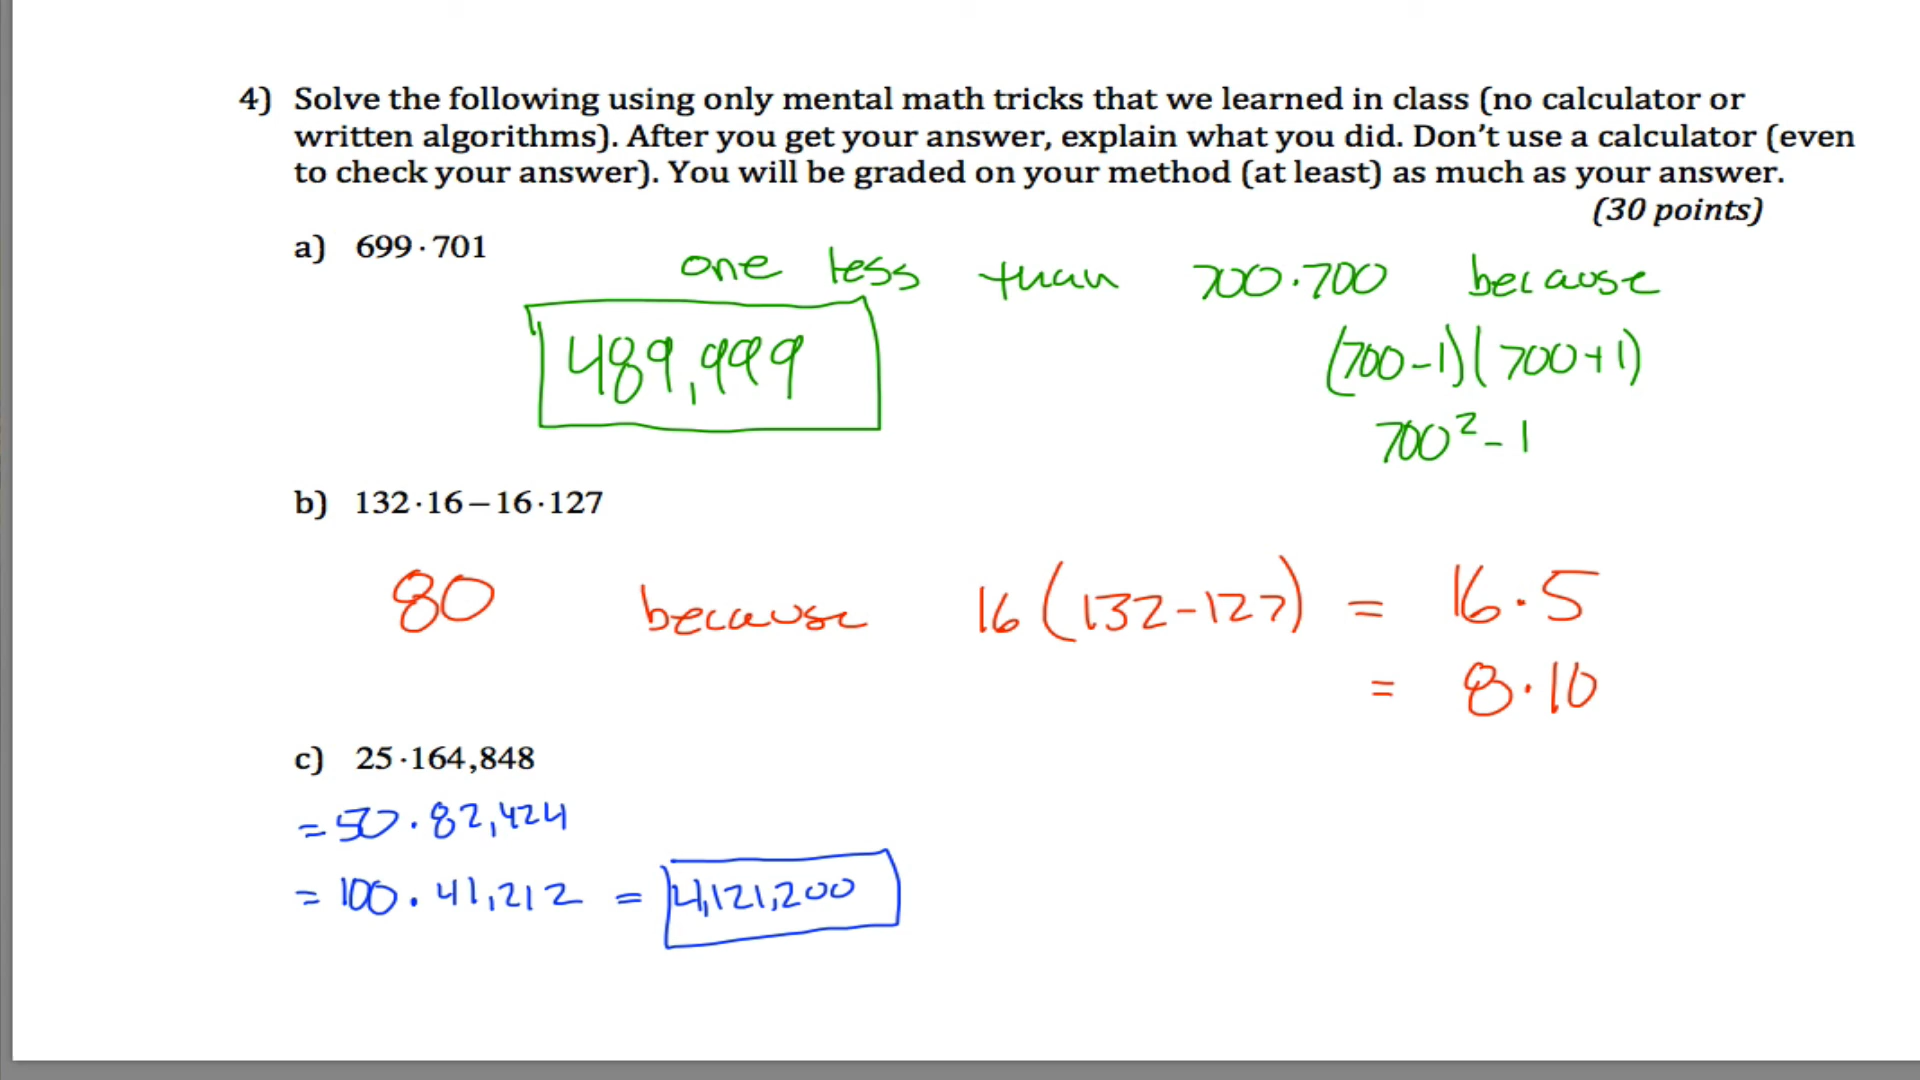 4) Solve the following using only mental math tricks that we learned in class (no calculator or
written algorithms). After you get your answer, explain what you did. Don't use a calculator (even
to check your answer). You will be graded on your method (at least) as much as your answer.
(30 points)
a) 699·701
one less than 700·700 because
489,999
(700-1)(700+1)
700² - 1
b) 132·16–16·127
80 because 16(132-127) = 16·5
= 8·10
c) 25·164,848
= 50·82,424
= 100·41,212 = 4,121,200